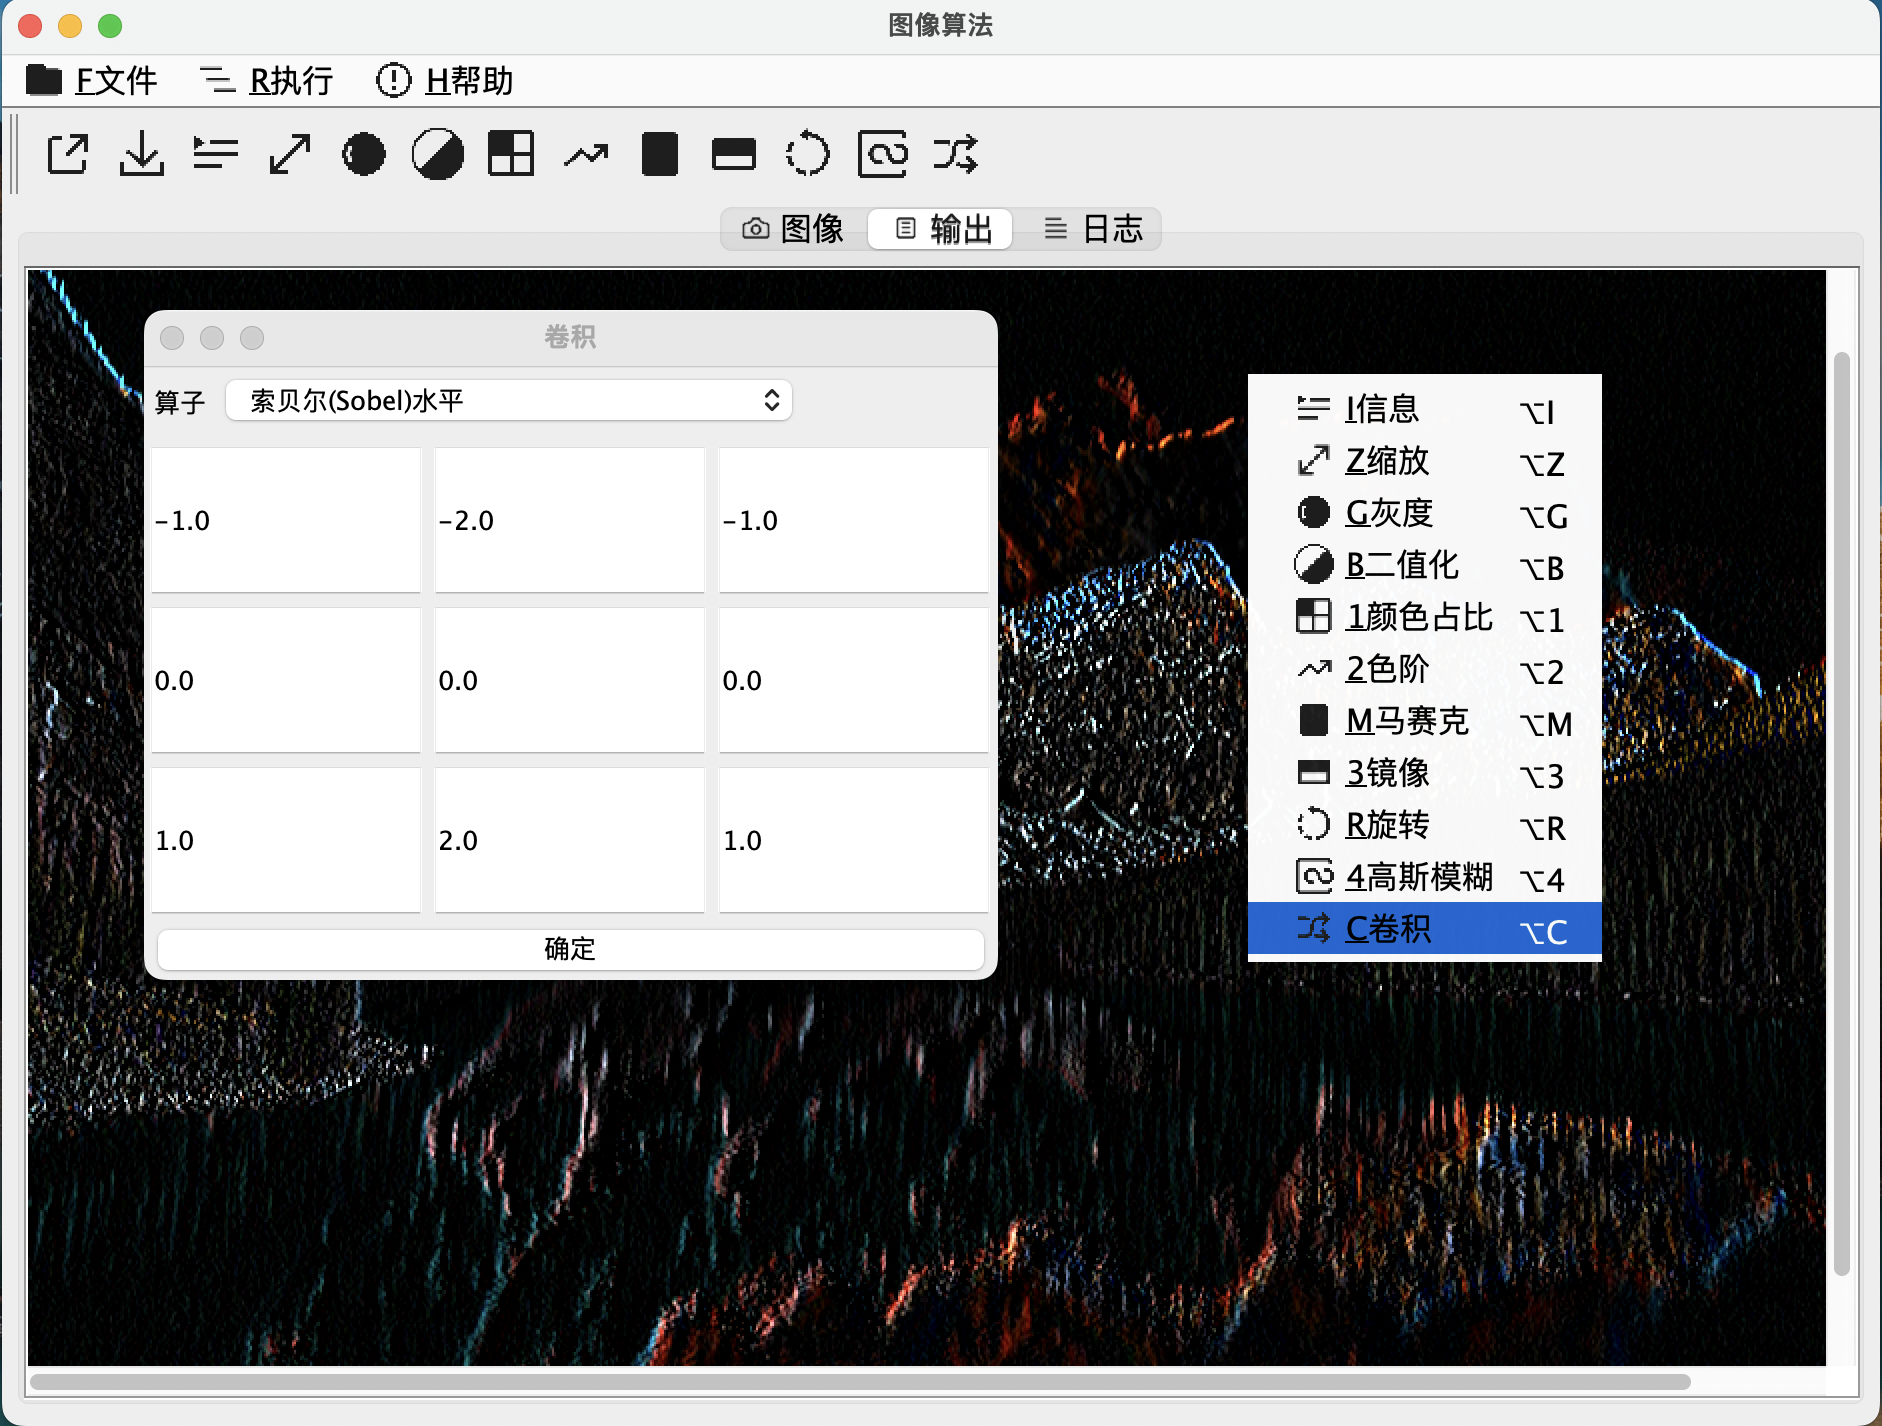 图像算法
F文件 R执行 H帮助
图像 输出 日志
卷积
算子 索贝尔(Sobel)水平
-1.0 -2.0 -1.0
0.0 0.0 0.0
1.0 2.0 1.0
确定
I信息 ⌥I
Z缩放 ⌥Z
G灰度 ⌥G
B二值化 ⌥B
1颜色占比 ⌥1
2色阶 ⌥2
M马赛克 ⌥M
3镜像 ⌥3
R旋转 ⌥R
4高斯模糊 ⌥4
C卷积 ⌥C